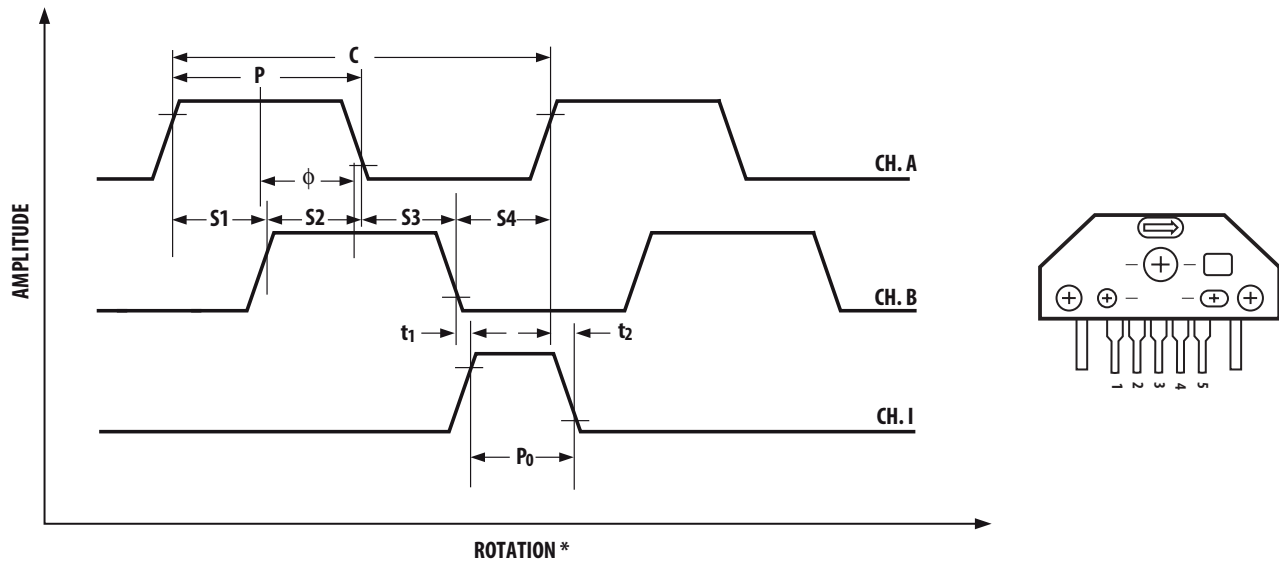 C
P
CH. A
ϕ
S1 S2 S3 S4
AMPLITUDE
CH. B
t1 t2
CH. I
P0
ROTATION *
1 2 3 4 5